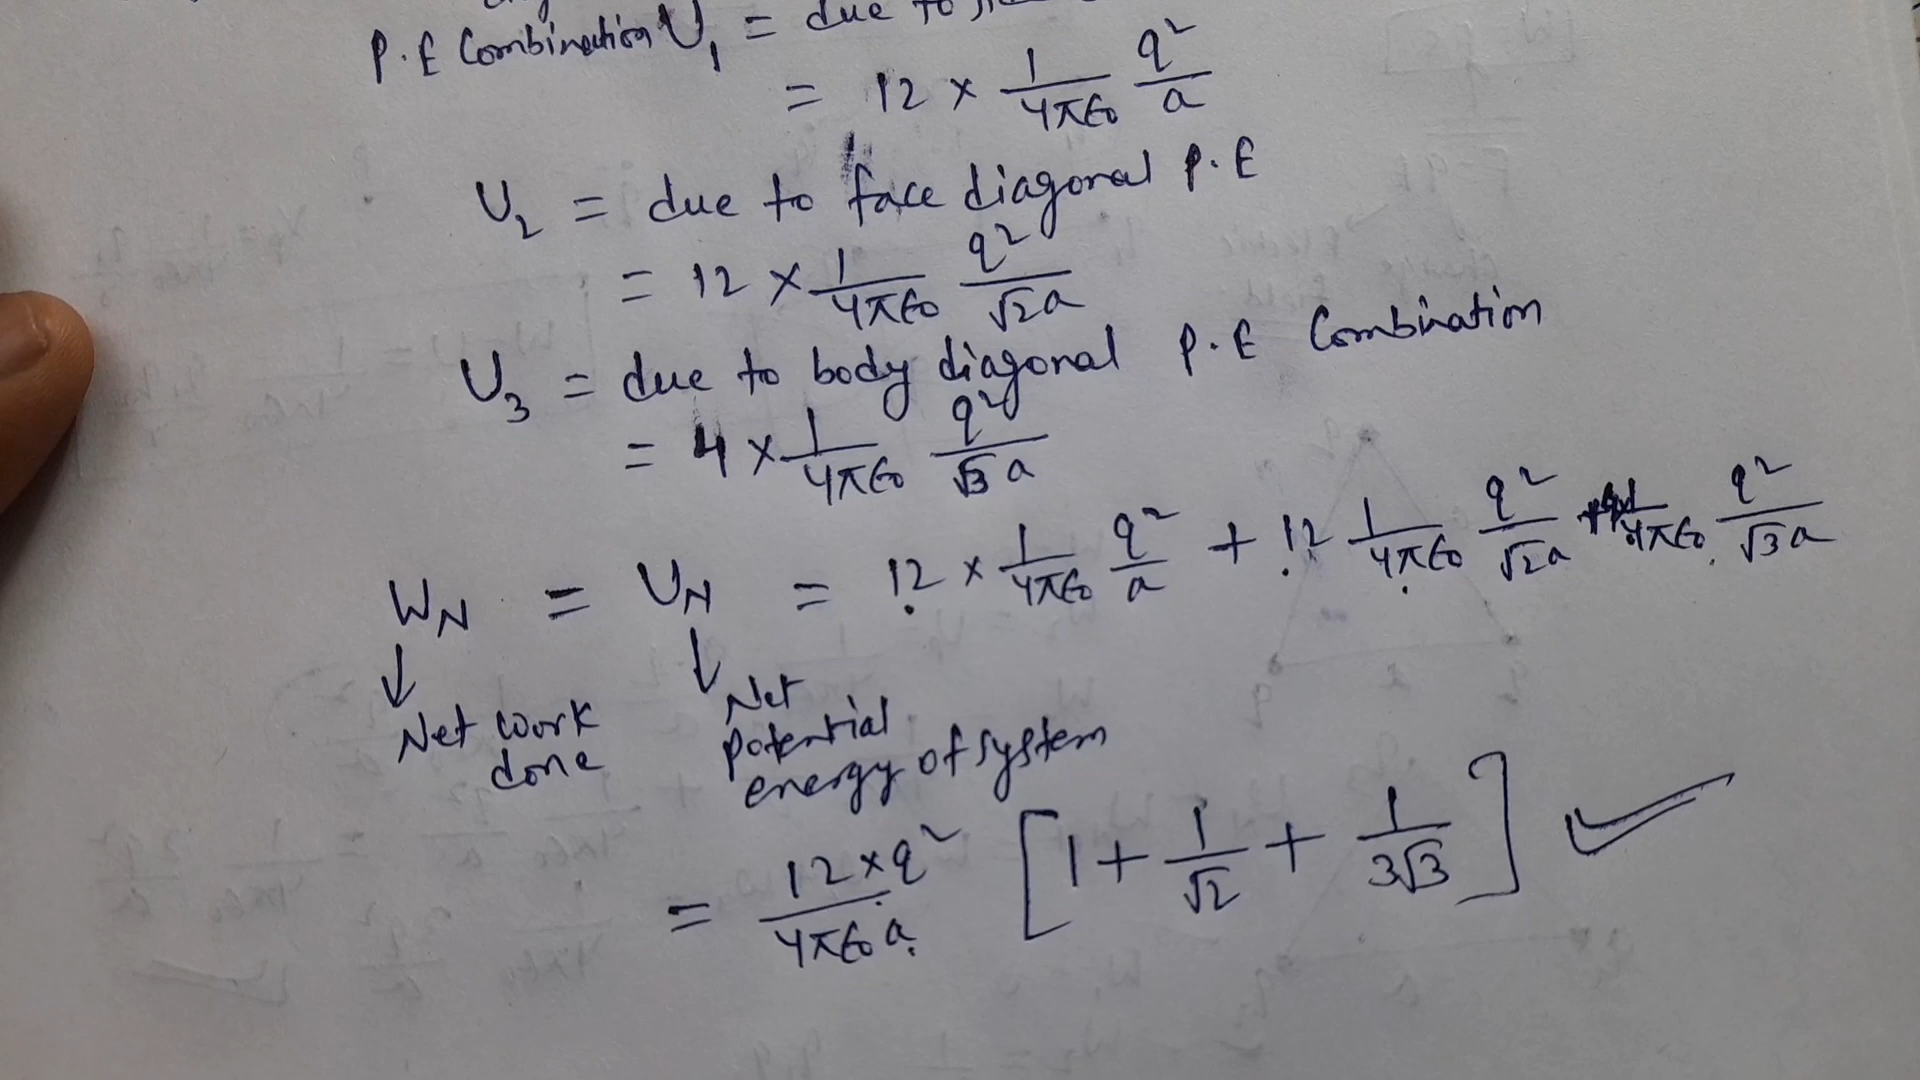 P.E Combination U₁ = due to
= 12 × 1/4πε₀ q²/a
U₂ = due to face diagonal P.E
= 12 × 1/4πε₀ q²/√2a
U₃ = due to body diagonal P.E Combination
= 4 × 1/4πε₀ q²/√3a
W_N = U_N = 12 × 1/4πε₀ q²/a + 12 1/4πε₀ q²/√2a + 4 1/4πε₀ q²/√3a
↓ ↓
Net work done
Net potential energy of system
= 12×q²/4πε₀a [1 + 1/√2 + 1/3√3] ✓